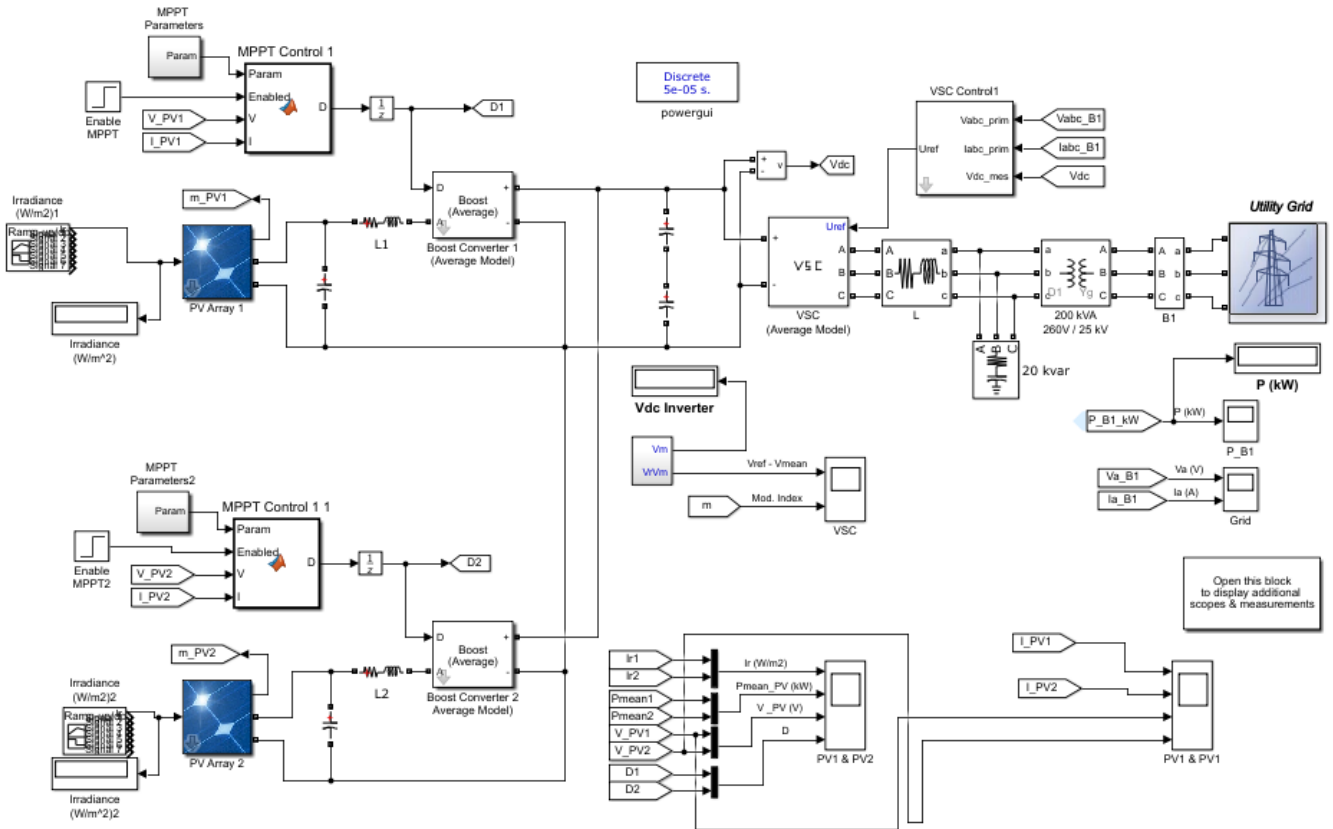 MPPT
Parameters
Param
MPPT Control 1
Param
Enabled
V
I
D
Enable
MPPT
V_PV1
I_PV1
1
z
D1
Discrete
5e-05 s.
powergui
VSC Control1
Vabc_prim
Iabc_prim
Vdc_mes
Uref
Vabc_B1
Iabc_B1
Vdc
+
-
v
Vdc
Irradiance
(W/m2)1
m_PV1
PV Array 1
Irradiance
(W/m^2)
L1
D
A
+
-
Boost
(Average)
Boost Converter 1
(Average Model)
Uref
+
-
VSC
A
B
C
VSC
(Average Model)
A
B
C
a
b
c
L
a
b
c
A
B
C
D1
Yg
200 kVA
260V / 25 kV
A
B
C
a
b
c
B1
Utility Grid
A
B
C
20 kvar
P (kW)
P_B1_kW
P (kW)
P_B1
Va_B1
Ia_B1
Va (V)
Ia (A)
Grid
Vdc Inverter
Vm
VrVm
Vref - Vmean
m
Mod. Index
VSC
MPPT
Parameters2
Param
MPPT Control 1 1
Param
Enabled
V
I
D
Enable
MPPT2
V_PV2
I_PV2
1
z
D2
Irradiance
(W/m2)2
m_PV2
PV Array 2
Irradiance
(W/m^2)2
L2
D
A
+
-
Boost
(Average)
Boost Converter 2
Average Model)
Ir1
Ir2
Pmean1
Pmean2
V_PV1
V_PV2
D1
D2
Ir (W/m2)
Pmean_PV (kW)
V _PV (V)
D
PV1 & PV2
Open this block
to display additional
scopes & measurements
I_PV1
I_PV2
PV1 & PV1